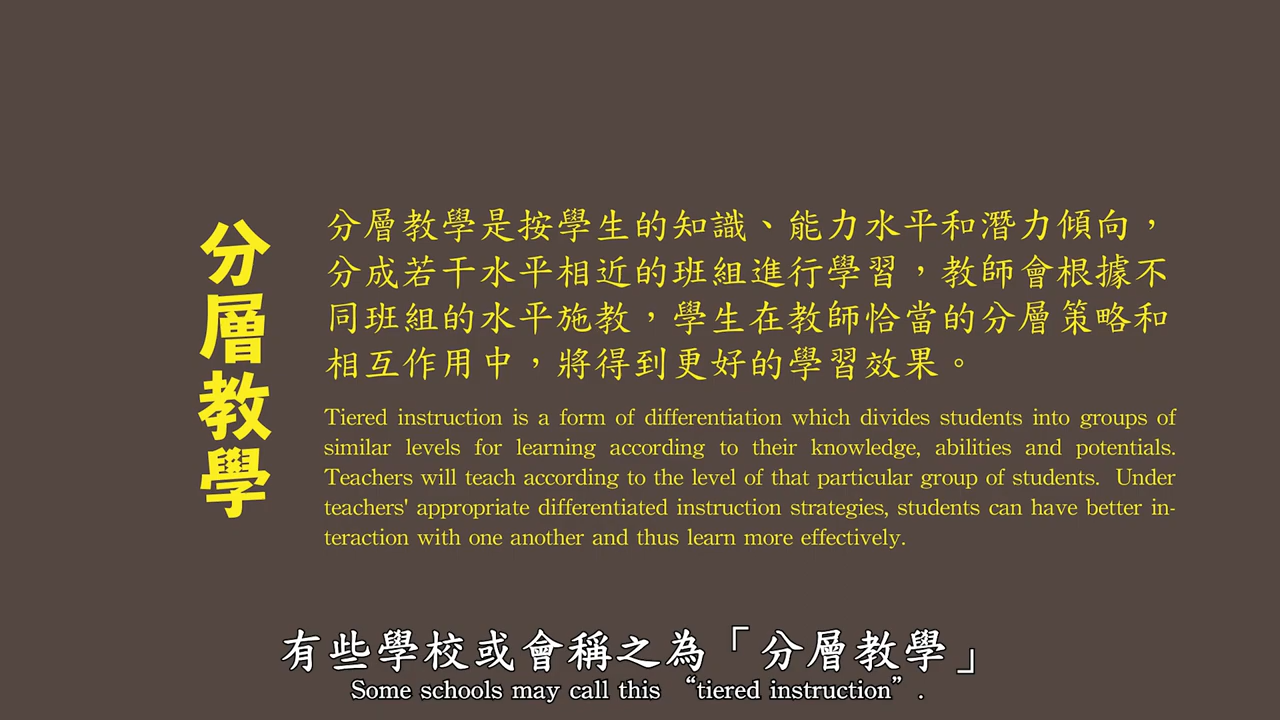 分層教學
分層教學是按學生的知識、能力水平和潛力傾向，
分成若干水平相近的班組進行學習，教師會根據不
同班組的水平施教，學生在教師恰當的分層策略和
相互作用中，將得到更好的學習效果。
Tiered instruction is a form of differentiation which divides students into groups of
similar levels for learning according to their knowledge, abilities and potentials.
Teachers will teach according to the level of that particular group of students.  Under
teachers' appropriate differentiated instruction strategies, students can have better in-
teraction with one another and thus learn more effectively.
有些學校或會稱之為「分層教學」
Some schools may call this “tiered instruction”.